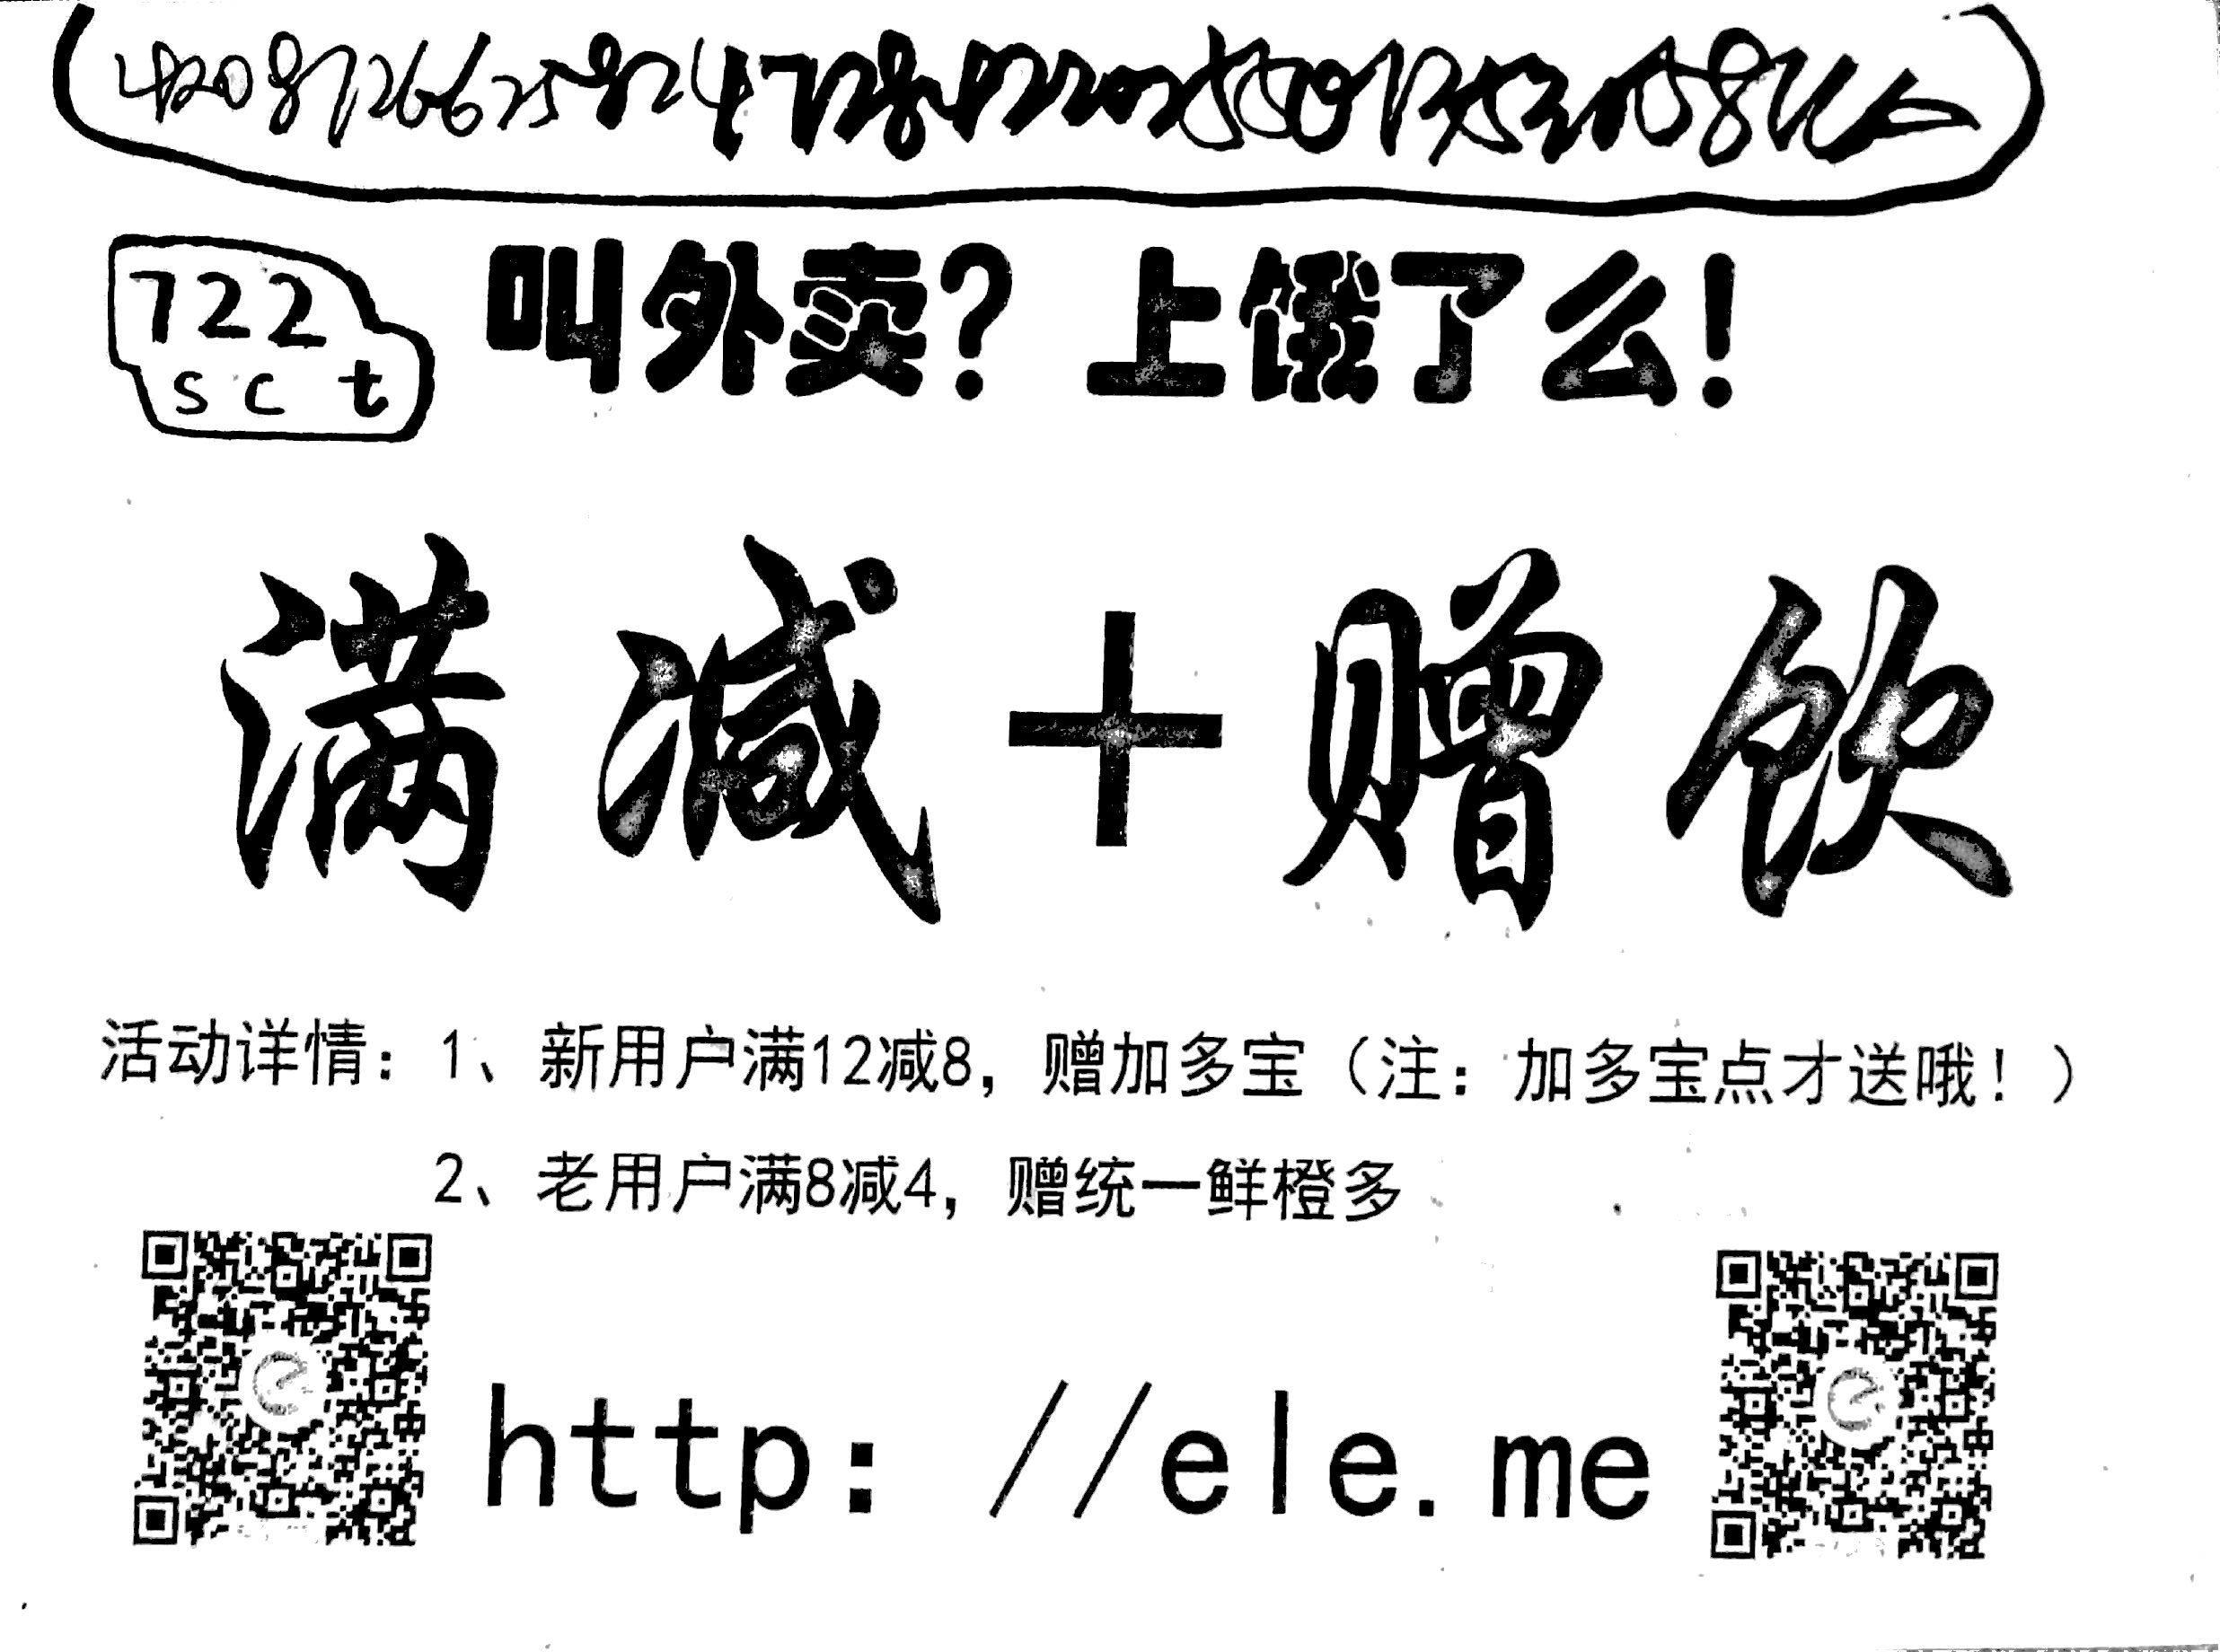 722
sct
叫外卖？上饿了么！
满减+赠饮
活动详情：1、新用户满12减8，赠加多宝（注：加多宝点才送哦！）
2、老用户满8减4，赠统一鲜橙多
http：//ele.me